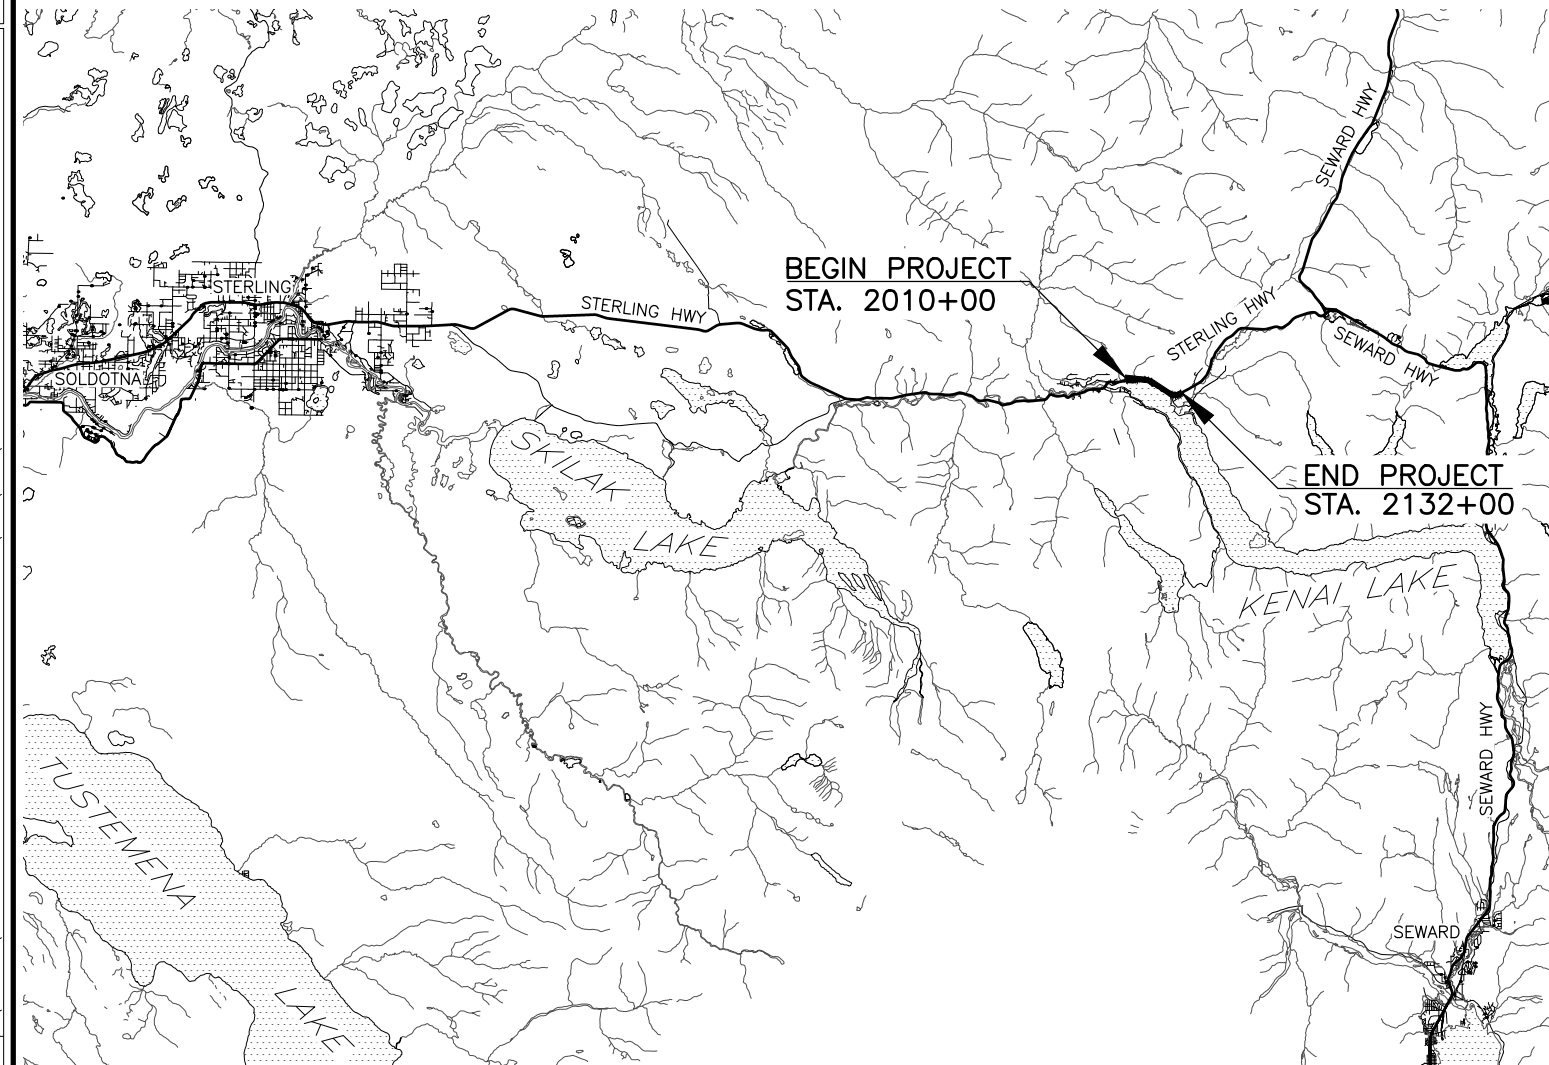 SEWARD HWY
BEGIN PROJECT
STA. 2010+00
STERLING
STERLING HWY
STERLING HWY
SEWARD HWY
SOLDOTNA
SKILAK
LAKE
END PROJECT
STA. 2132+00
KENAI LAKE
SEWARD HWY
TUSTEMENA
LAKE
SEWARD